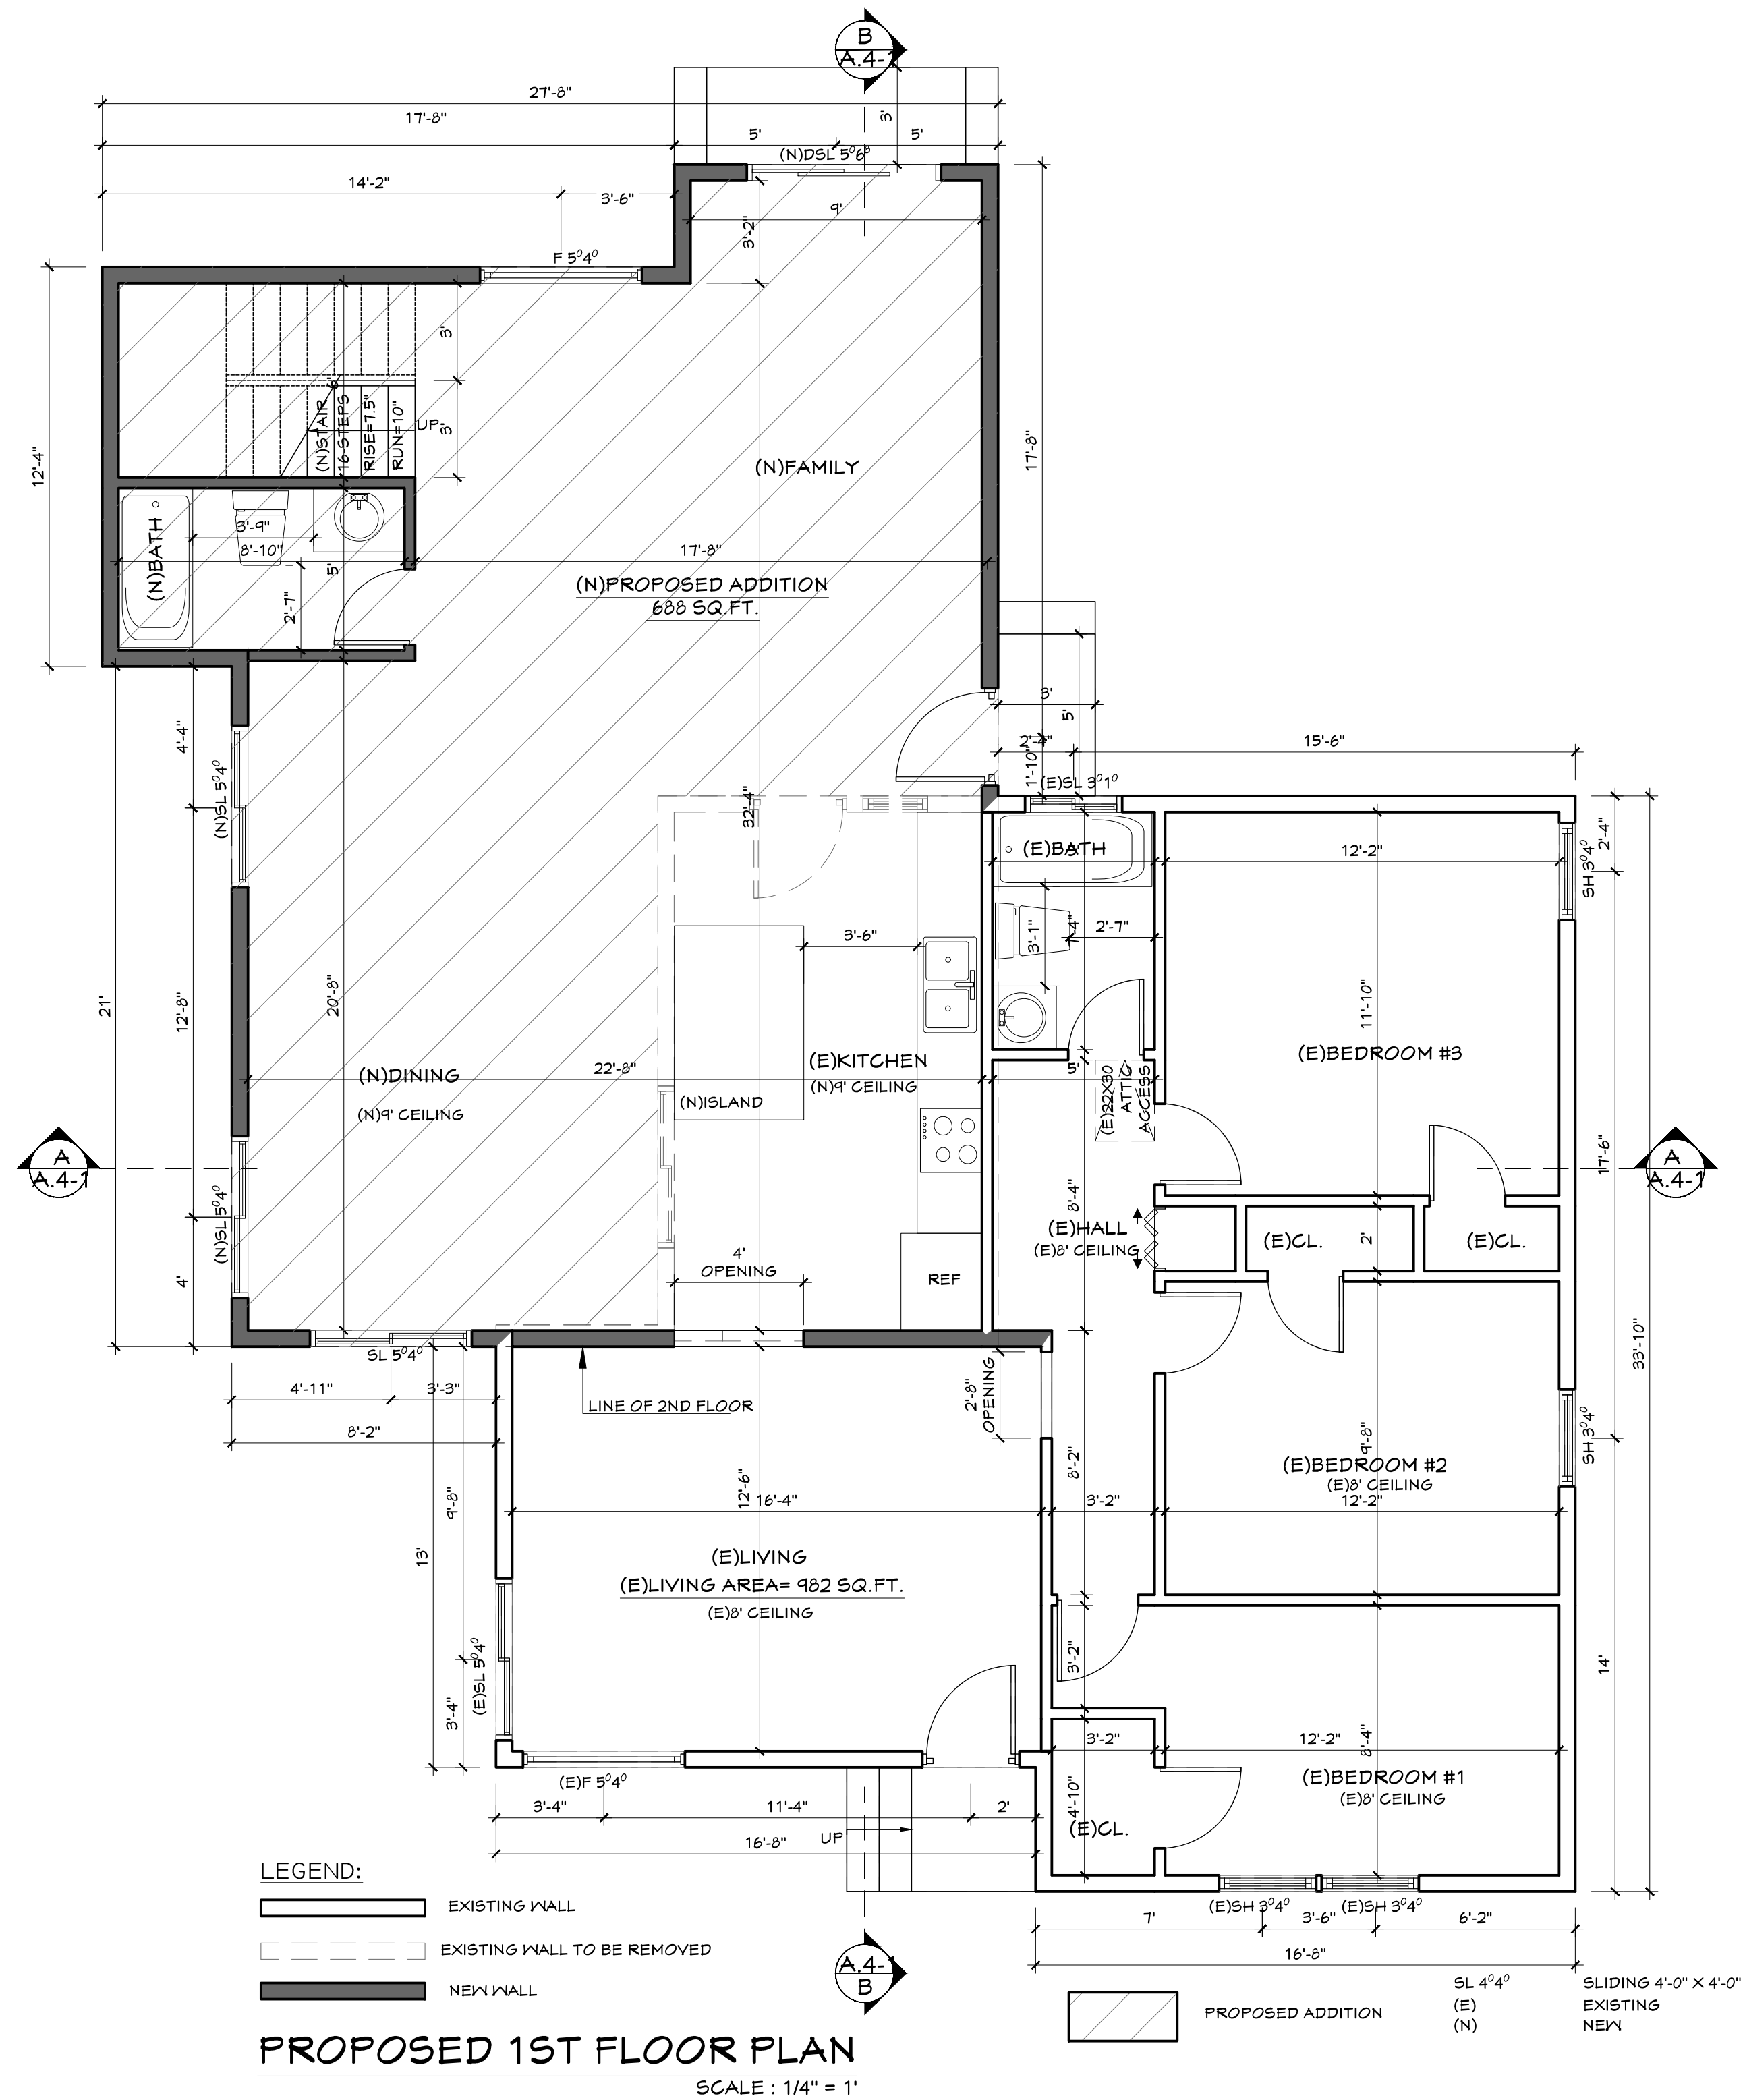 B
A.4-1
27'-8"
17'-8"
5'
5'
3'
(N)DSL 5⁰6⁸
14'-2"
3'-6"
9'
3'-2"
F 5⁰4⁰
12'-4"
3'
3'
6'
(N)STAIR
16-STEPS
RISE=7.5"
RUN=10"
UP
(N)FAMILY
17'-8"
(N)BATH
3'-9"
8'-10"
5'
2'-7"
17'-8"
(N)PROPOSED ADDITION
688 SQ.FT.
3'
5'
2'-4"
1'-10"
15'-6"
(E)SL 3⁰1⁰
4'-4"
(N)SL 5⁰4⁰
32'-4"
(E)BATH
12'-2"
SH 3⁰4⁰
2'-4"
3'-6"
3'-1"
7'-4"
2'-7"
21'
12'-8"
20'-8"
11'-10"
(E)BEDROOM #3
(E)KITCHEN
(N)9' CEILING
(N)DINING
22'-8"
(N)9' CEILING
(N)ISLAND
5'
(E)22X30
ATTIC
ACCESS
A
A.4-1
A
A.4-1
17'-6"
(N)SL 5⁰4⁰
4'
8'-4"
(E)HALL
(E)8' CEILING
(E)CL.
2'
(E)CL.
4'
OPENING
REF
33'-10"
SL 5⁰4⁰
4'-11"
3'-3"
8'-2"
LINE OF 2ND FLOOR
2'-8"
OPENING
SH 3⁰4⁰
9'-8"
13'
12'-6"
16'-4"
8'-2"
3'-2"
9'-8"
(E)BEDROOM #2
(E)8' CEILING
12'-2"
(E)LIVING
(E)LIVING AREA= 982 SQ.FT.
(E)8' CEILING
(E)SL 5⁰4⁰
3'-4"
3'-2"
14'
3'-2"
12'-2"
8'-4"
(E)BEDROOM #1
(E)8' CEILING
4'-10"
(E)CL.
(E)F 5⁰4⁰
3'-4"
11'-4"
2'
16'-8"
UP
(E)SH 3⁰4⁰
(E)SH 3⁰4⁰
7'
3'-6"
6'-2"
16'-8"
LEGEND:
EXISTING WALL
EXISTING WALL TO BE REMOVED
NEW WALL
A.4-1
B
PROPOSED ADDITION
SL 4⁰4⁰ SLIDING 4'-0" X 4'-0"
(E) EXISTING
(N) NEW
PROPOSED 1ST FLOOR PLAN
SCALE : 1/4" = 1'